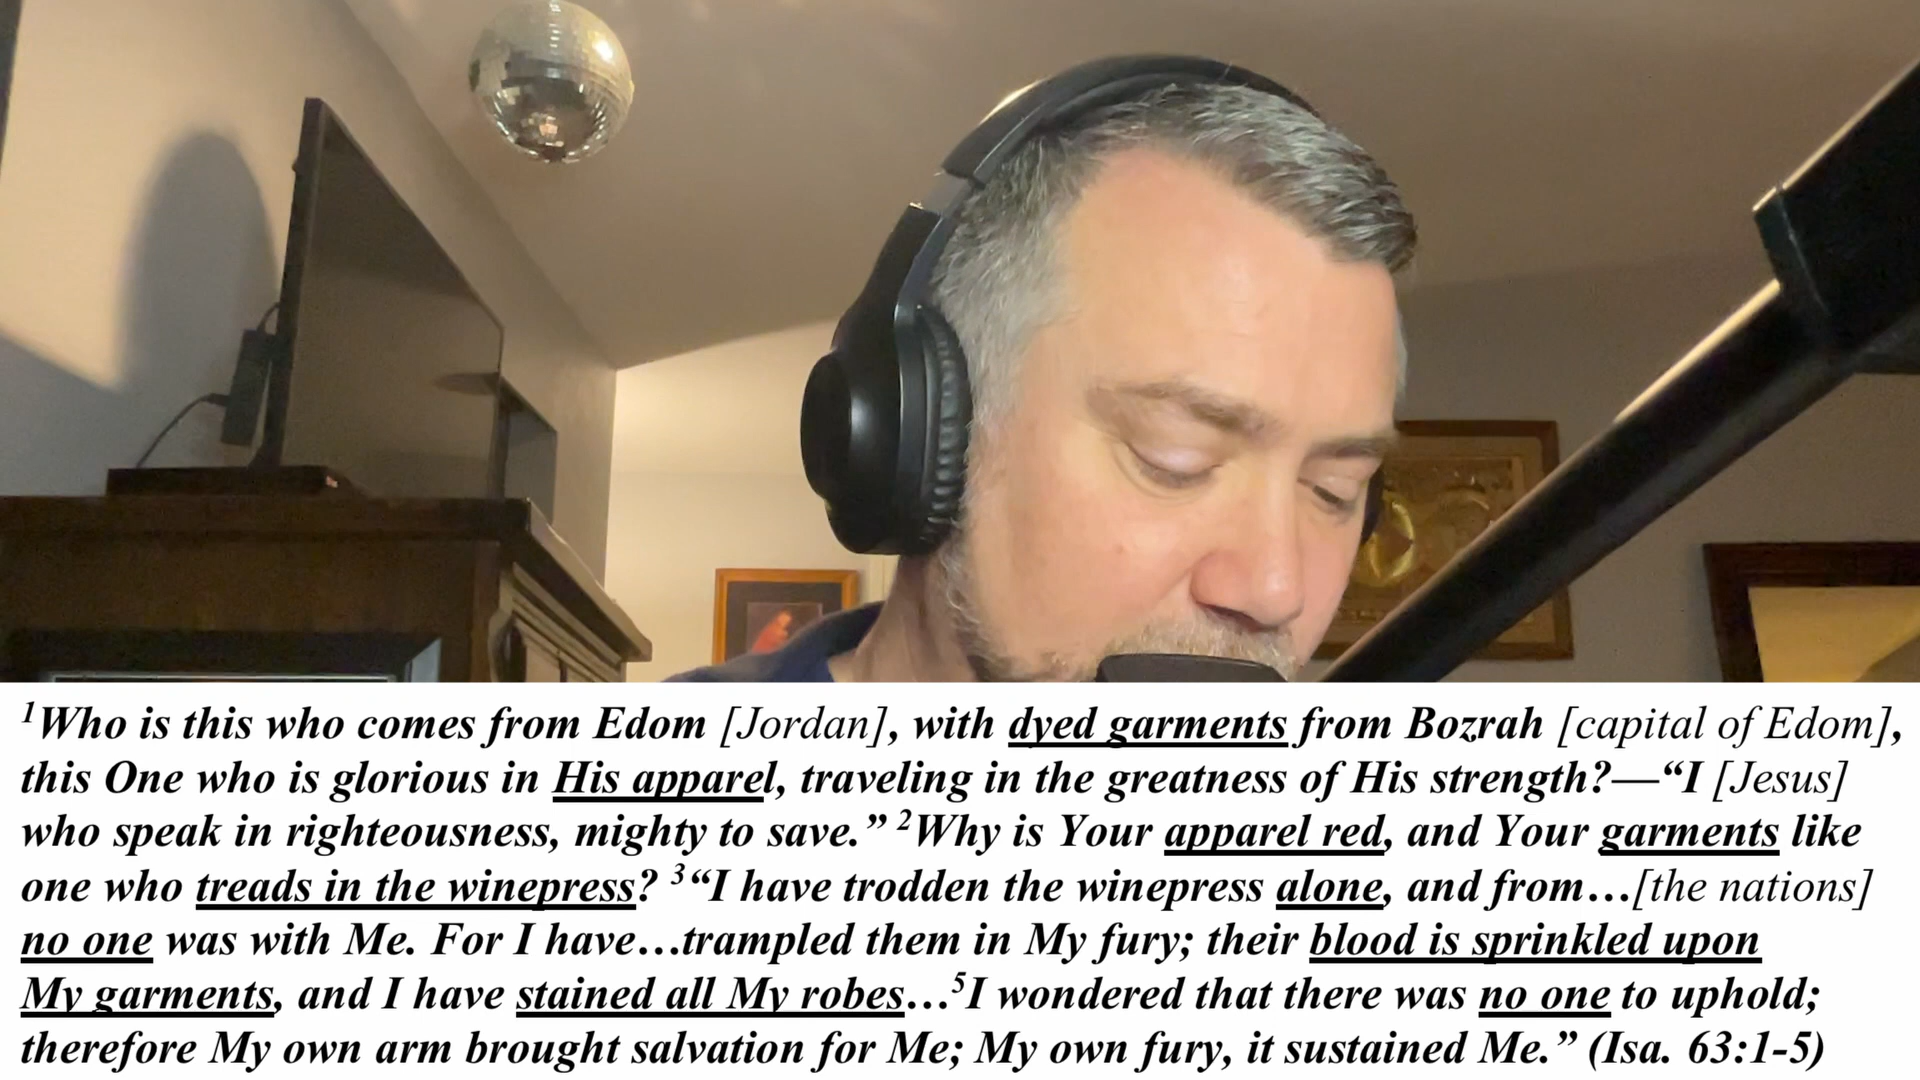 ¹Who is this who comes from Edom [Jordan], with dyed garments from Bozrah [capital of Edom],
this One who is glorious in His apparel, traveling in the greatness of His strength?—“I [Jesus]
who speak in righteousness, mighty to save.” ²Why is Your apparel red, and Your garments like
one who treads in the winepress? ³“I have trodden the winepress alone, and from…[the nations]
no one was with Me. For I have…trampled them in My fury; their blood is sprinkled upon
My garments, and I have stained all My robes…⁵I wondered that there was no one to uphold;
therefore My own arm brought salvation for Me; My own fury, it sustained Me.” (Isa. 63:1-5)